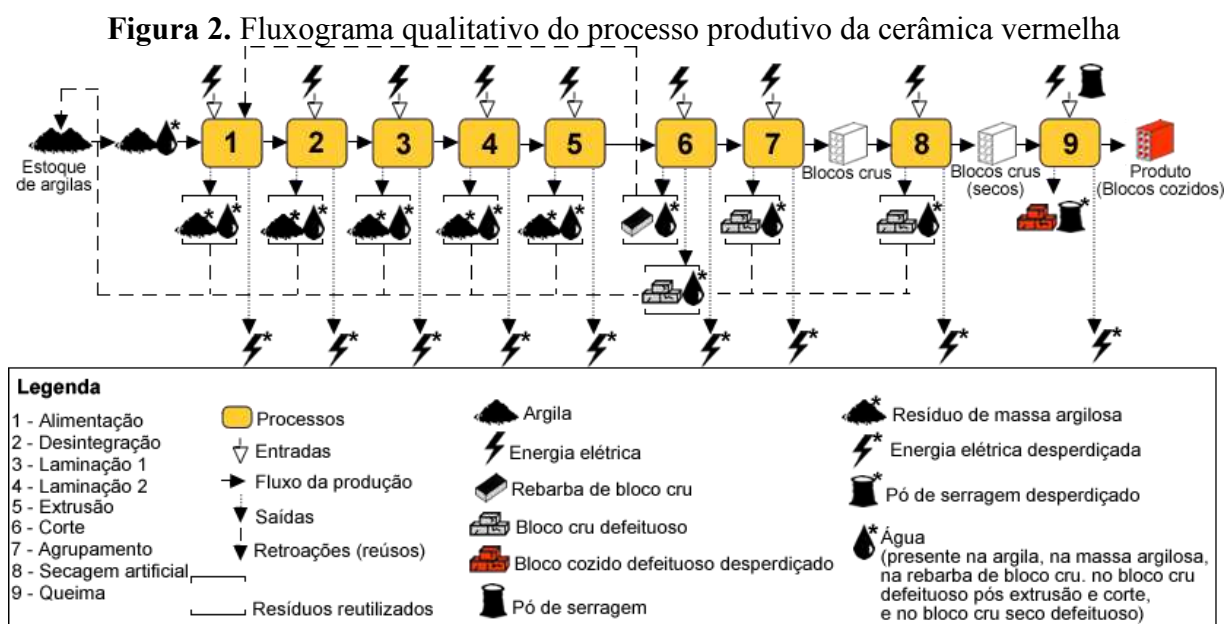 Figura 2. Fluxograma qualitativo do processo produtivo da cerâmica vermelha
1 2 3 4 5 6 7 8 9
Estoque
de argilas
Blocos crus
Blocos crus
(secos)
Produto
(Blocos cozidos)
Legenda
1 - Alimentação
2 - Desintegração
3 - Laminação 1
4 - Laminação 2
5 - Extrusão
6 - Corte
7 - Agrupamento
8 - Secagem artificial
9 - Queima
Processos
Entradas
Fluxo da produção
Saídas
Retroações (reúsos)
Resíduos reutilizados
Argila
Energia elétrica
Rebarba de bloco cru
Bloco cru defeituoso
Bloco cozido defeituoso desperdiçado
Pó de serragem
Resíduo de massa argilosa
Energia elétrica desperdiçada
Pó de serragem desperdiçado
Água
(presente na argila, na massa argilosa,
na rebarba de bloco cru. no bloco cru
defeituoso pós extrusão e corte,
e no bloco cru seco defeituoso)